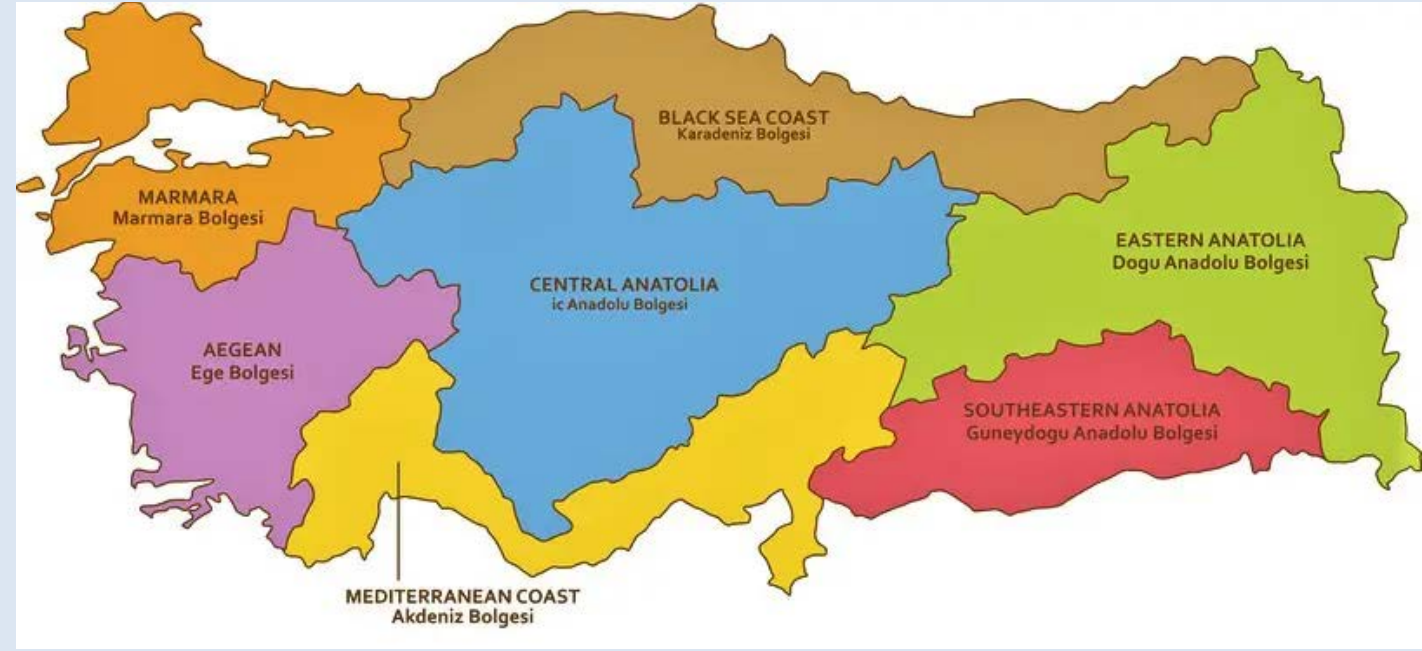 BLACK SEA COAST
Karadeniz Bolgesi
MARMARA
Marmara Bolgesi
EASTERN ANATOLIA
Dogu Anadolu Bolgesi
CENTRAL ANATOLIA
ic Anadolu Bolgesi
AEGEAN
Ege Bolgesi
SOUTHEASTERN ANATOLIA
Guneydogu Anadolu Bolgesi
MEDITERRANEAN COAST
Akdeniz Bolgesi